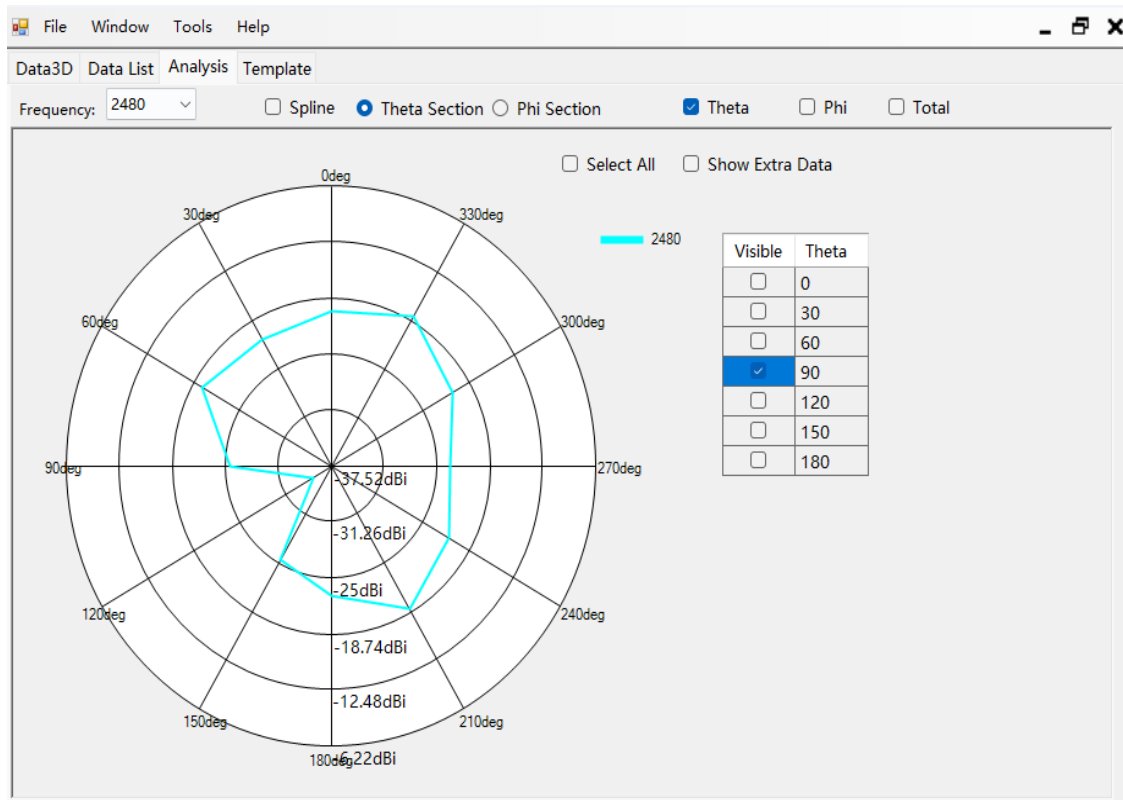 File Window Tools Help
Data3D Data List Analysis Template
Frequency: 2480 Spline Theta Section Phi Section Theta Phi Total
Select All Show Extra Data
0deg
30deg 330deg
2480
Visible Theta
0
30
60deg 300deg
60
90
120
150
180
90deg 270deg
-37.52dBi
-31.26dBi
-25dBi
120deg 240deg
-18.74dBi
-12.48dBi
150deg 210deg
180deg -6.22dBi